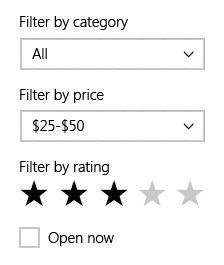 Filter by category
All
Filter by price
$25-$50
Filter by rating
Open now